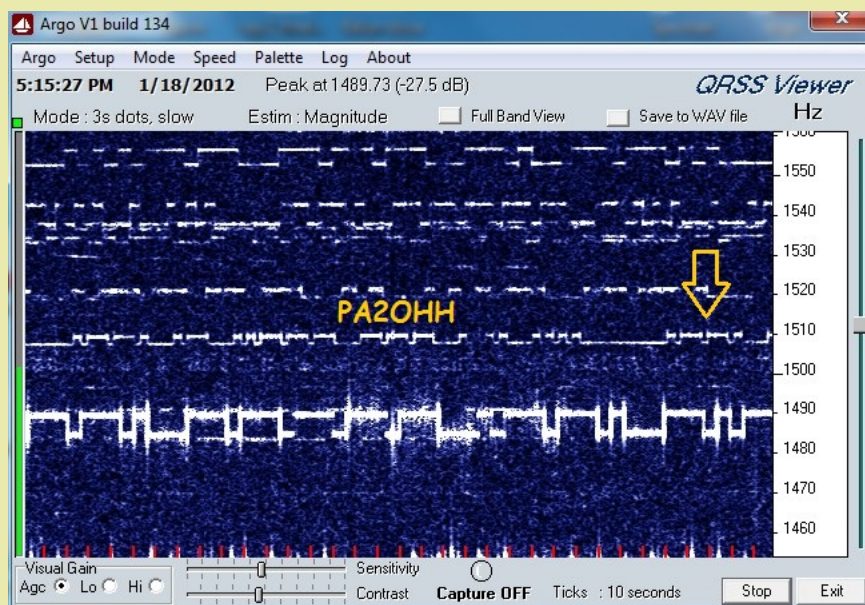 Argo V1 build 134
Argo Setup Mode Speed Palette Log About
5:15:27 PM 1/18/2012 Peak at 1489.73 (-27.5 dB) QRSS Viewer
Mode : 3s dots, slow Estim : Magnitude Full Band View Save to WAV file Hz
1550
1540
1530
1520
PA2OHH
1510
1500
1490
1480
1470
1460
Visual Gain Sensitivity
Agc Lo Hi Contrast Capture OFF Ticks : 10 seconds Stop Exit